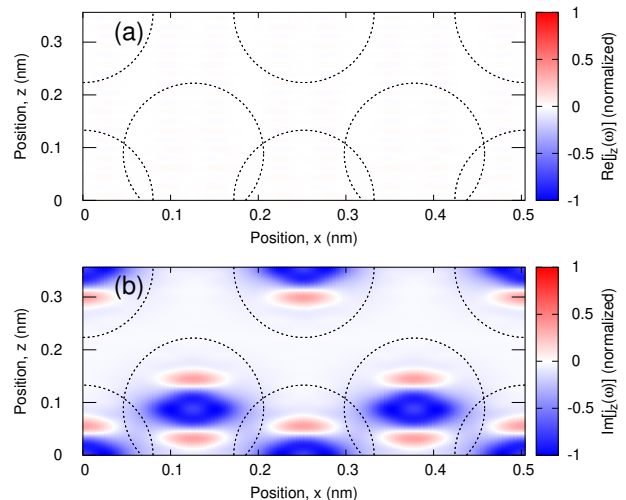 (a)
Position, z (nm)
0.3
0.2
0.1
0
0 0.1 0.2 0.3 0.4 0.5
Position, x (nm)
1
0.5
0
-0.5
-1
Re[j_z(ω)] (normalized)
(b)
Position, z (nm)
0.3
0.2
0.1
0
0 0.1 0.2 0.3 0.4 0.5
Position, x (nm)
1
0.5
0
-0.5
-1
Im[j_z(ω)] (normalized)